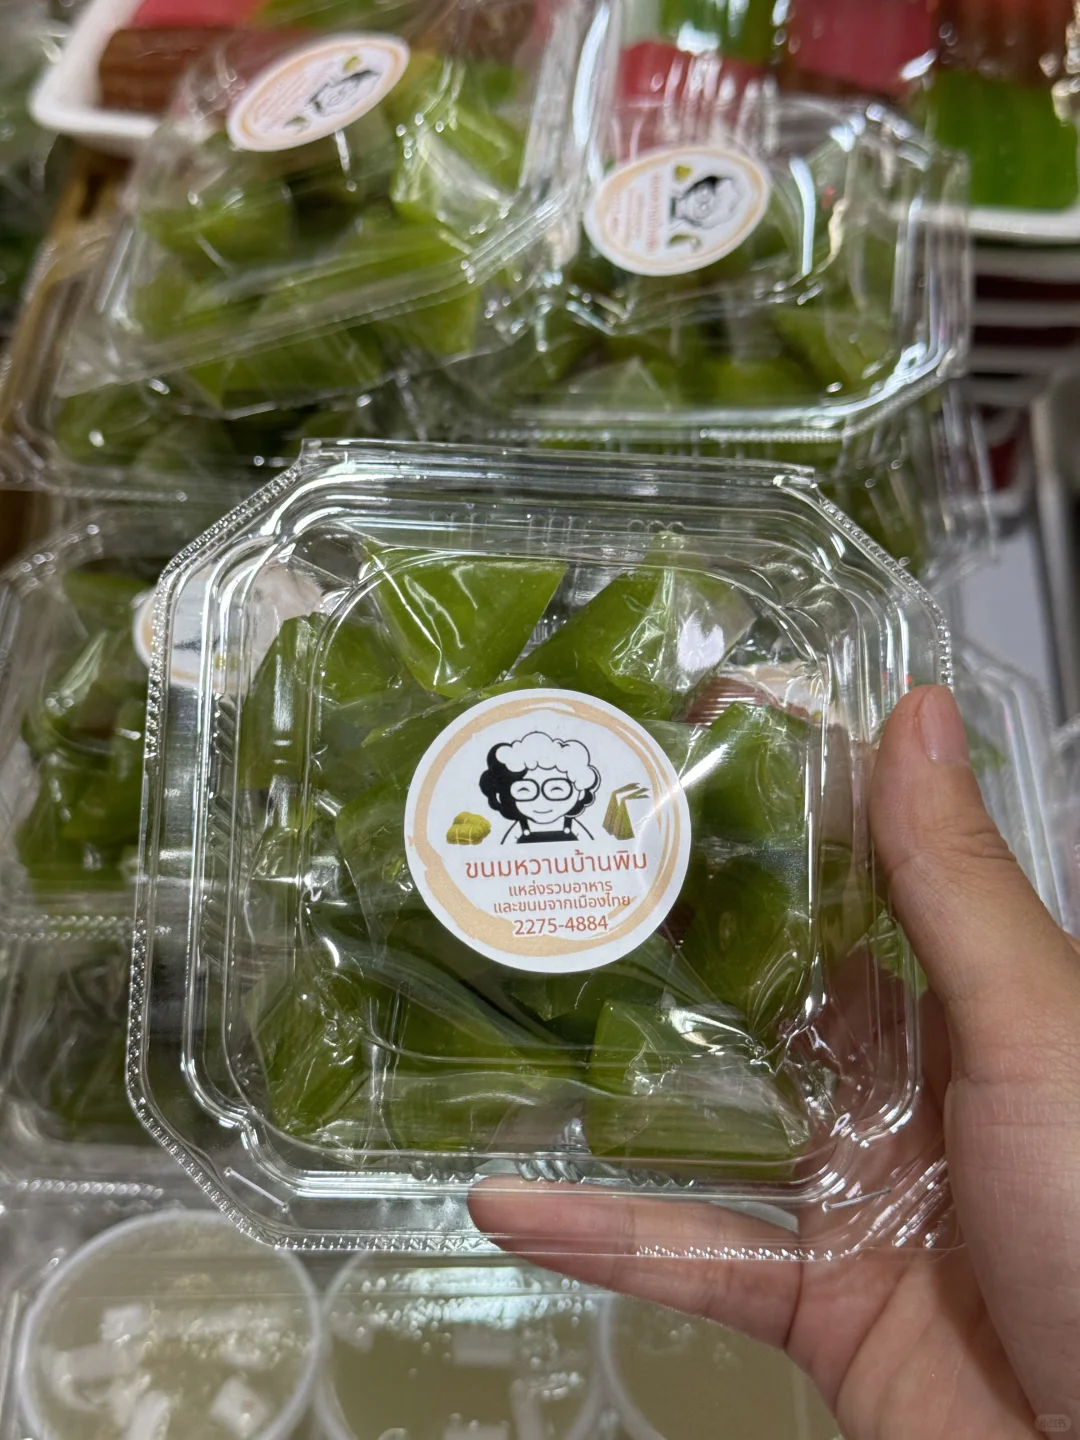 ขนมหวานบ้านพิม
แหล่งรวมอาหาร
และขนมจากเมืองไทย
2275-4884